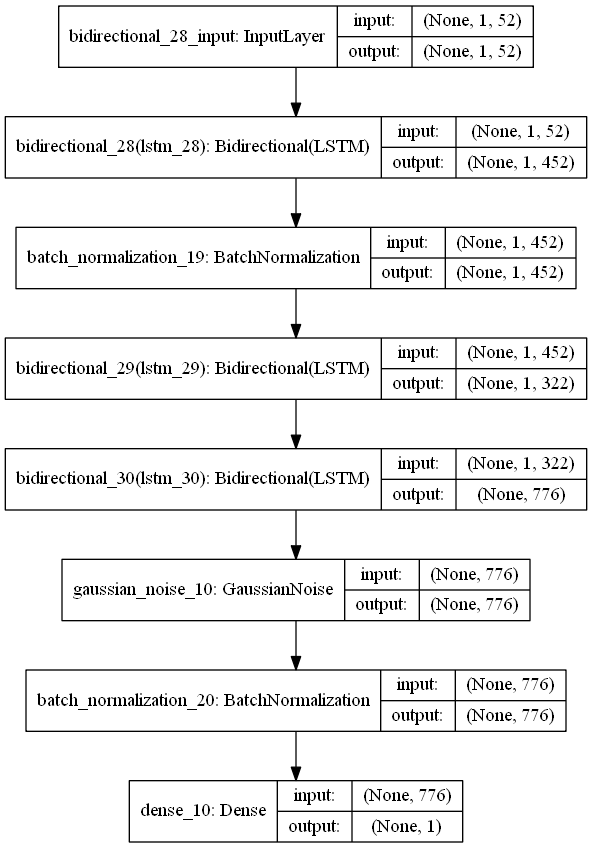 bidirectional_28_input: InputLayer
input: (None, 1, 52)
output: (None, 1, 52)
bidirectional_28(lstm_28): Bidirectional(LSTM)
input: (None, 1, 52)
output: (None, 1, 452)
batch_normalization_19: BatchNormalization
input: (None, 1, 452)
output: (None, 1, 452)
bidirectional_29(lstm_29): Bidirectional(LSTM)
input: (None, 1, 452)
output: (None, 1, 322)
bidirectional_30(lstm_30): Bidirectional(LSTM)
input: (None, 1, 322)
output: (None, 776)
gaussian_noise_10: GaussianNoise
input: (None, 776)
output: (None, 776)
batch_normalization_20: BatchNormalization
input: (None, 776)
output: (None, 776)
dense_10: Dense
input: (None, 776)
output: (None, 1)